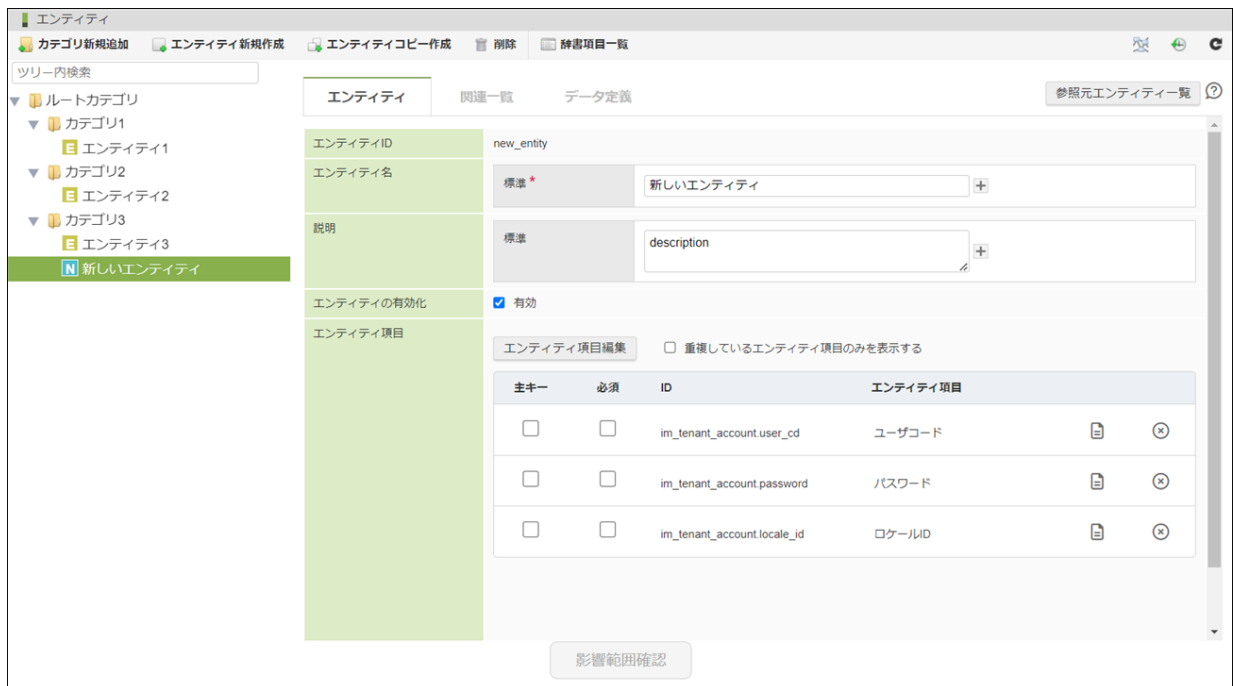 エンティティ
カテゴリ新規追加 エンティティ新規作成 エンティティコピー作成 削除 辞書項目一覧
ツリー内検索
ルートカテゴリ
カテゴリ1
E エンティティ1
カテゴリ2
E エンティティ2
カテゴリ3
E エンティティ3
N 新しいエンティティ
エンティティ 関連一覧 データ定義 参照元エンティティ一覧 ?
エンティティID new_entity
エンティティ名 標準 * 新しいエンティティ +
説明 標準 description +
エンティティの有効化 有効
エンティティ項目 エンティティ項目編集 重複しているエンティティ項目のみを表示する
主キー 必須 ID エンティティ項目
im_tenant_account.user_cd ユーザコード
im_tenant_account.password パスワード
im_tenant_account.locale_id ロケールID
影響範囲確認